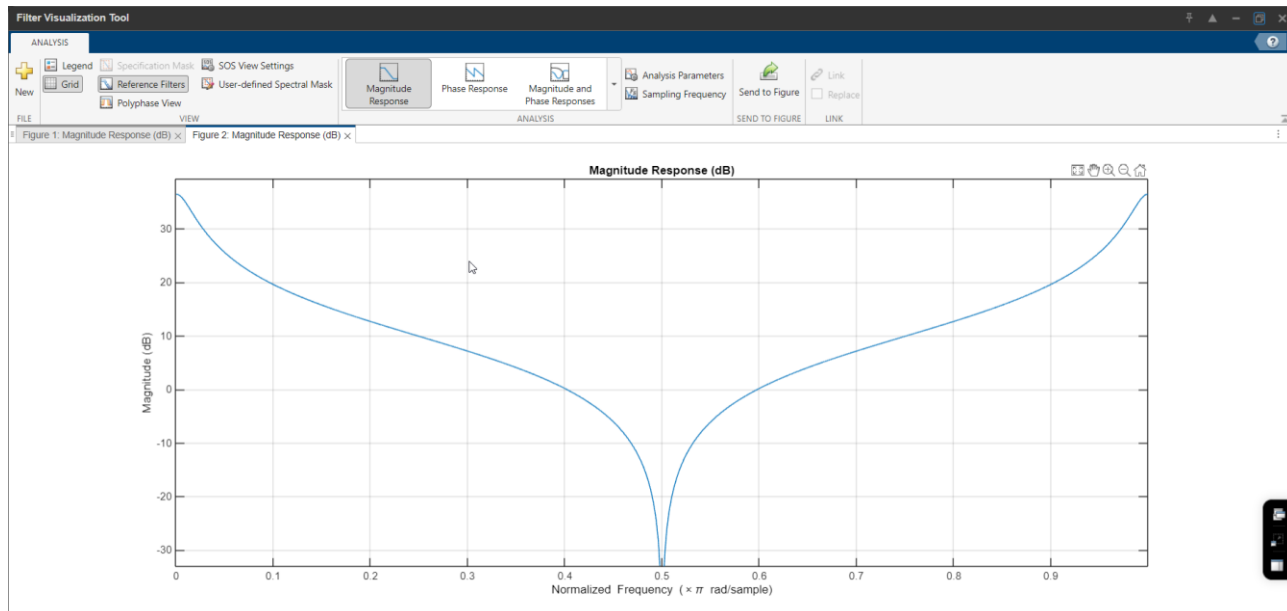 Filter Visualization Tool
ANALYSIS
?
New
Legend
Grid
Specification Mask
Reference Filters
Polyphase View
SOS View Settings
User-defined Spectral Mask
Magnitude
Response
Phase Response
Magnitude and
Phase Responses
Analysis Parameters
Sampling Frequency
Send to Figure
Link
Replace
FILE
VIEW
ANALYSIS
SEND TO FIGURE
LINK
Figure 1: Magnitude Response (dB) ×
Figure 2: Magnitude Response (dB) ×
Magnitude Response (dB)
Magnitude (dB)
30
20
10
0
-10
-20
-30
0 0.1 0.2 0.3 0.4 0.5 0.6 0.7 0.8 0.9
Normalized Frequency (× π rad/sample)